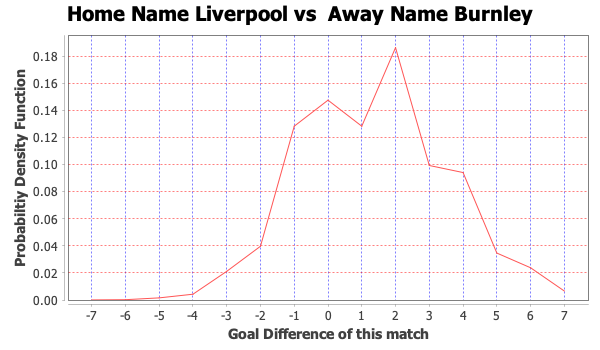 Home Name Liverpool vs  Away Name Burnley
Probabiltiy Density Function
0.18
0.16
0.14
0.12
0.10
0.08
0.06
0.04
0.02
0.00
-7 -6 -5 -4 -3 -2 -1 0 1 2 3 4 5 6 7
Goal Difference of this match